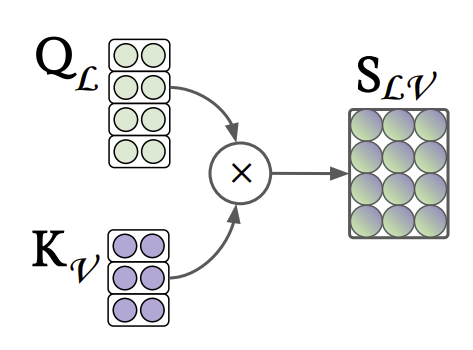 Q_ℒ
S_ℒ𝒱
×
K_𝒱